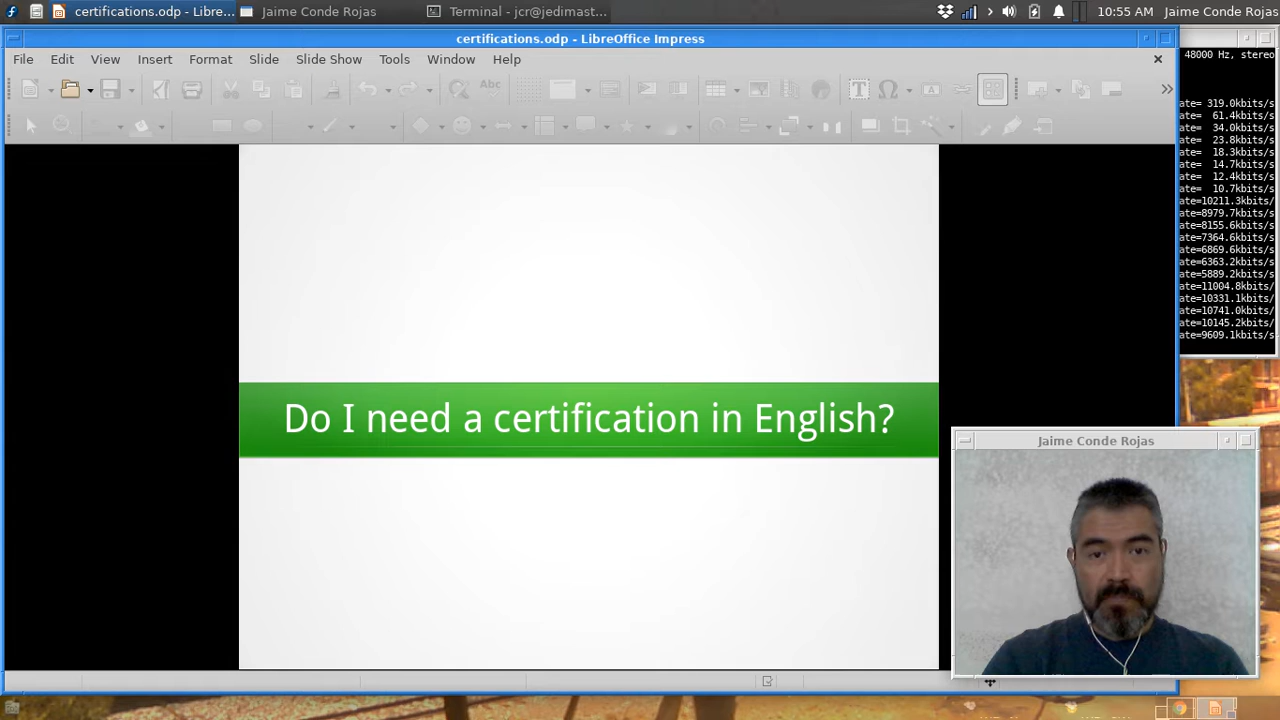 certifications.odp - Libre...
Jaime Conde Rojas
Terminal - jcr@jedimast...
10:55 AM
Jaime Conde Rojas
certifications.odp - LibreOffice Impress
File Edit View Insert Format Slide Slide Show Tools Window Help
Abc
48000 Hz, stereo
ate= 319.0kbits/s
ate= 61.4kbits/s
ate= 34.0kbits/s
ate= 23.8kbits/s
ate= 18.3kbits/s
ate= 14.7kbits/s
ate= 12.4kbits/s
ate= 10.7kbits/s
ate=10211.3kbits/
ate=8979.7kbits/s
ate=8155.6kbits/s
ate=7364.6kbits/s
ate=6869.6kbits/s
ate=6363.2kbits/s
ate=5889.2kbits/s
ate=11004.8kbits/
ate=10331.1kbits/
ate=10741.0kbits/
ate=10145.2kbits/
ate=9609.1kbits/s
Do I need a certification in English?
Jaime Conde Rojas